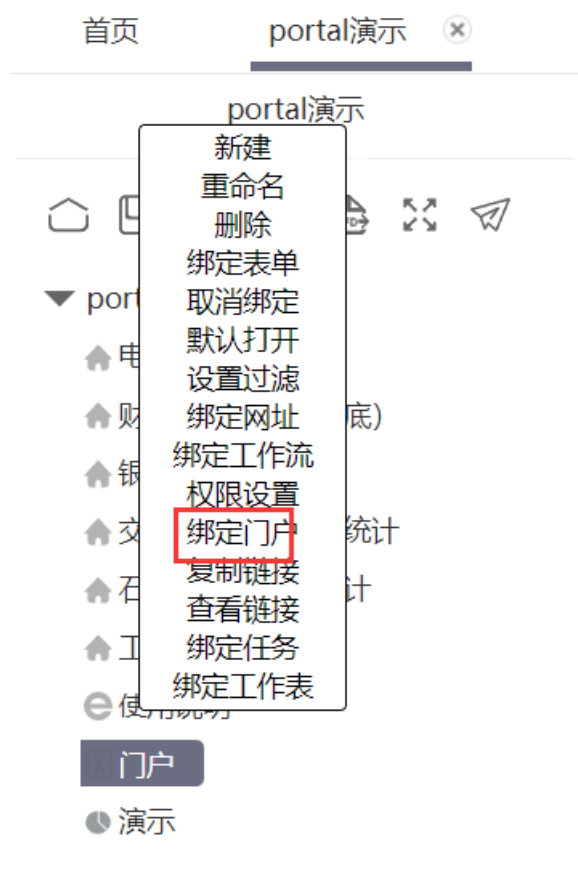 首页 portal演示
portal演示
新建
重命名
删除
绑定表单
取消绑定
默认打开
设置过滤
绑定网址
底)
绑定工作流
权限设置
绑定门户
统计
复制链接
计
查看链接
绑定任务
绑定工作表
门户
演示